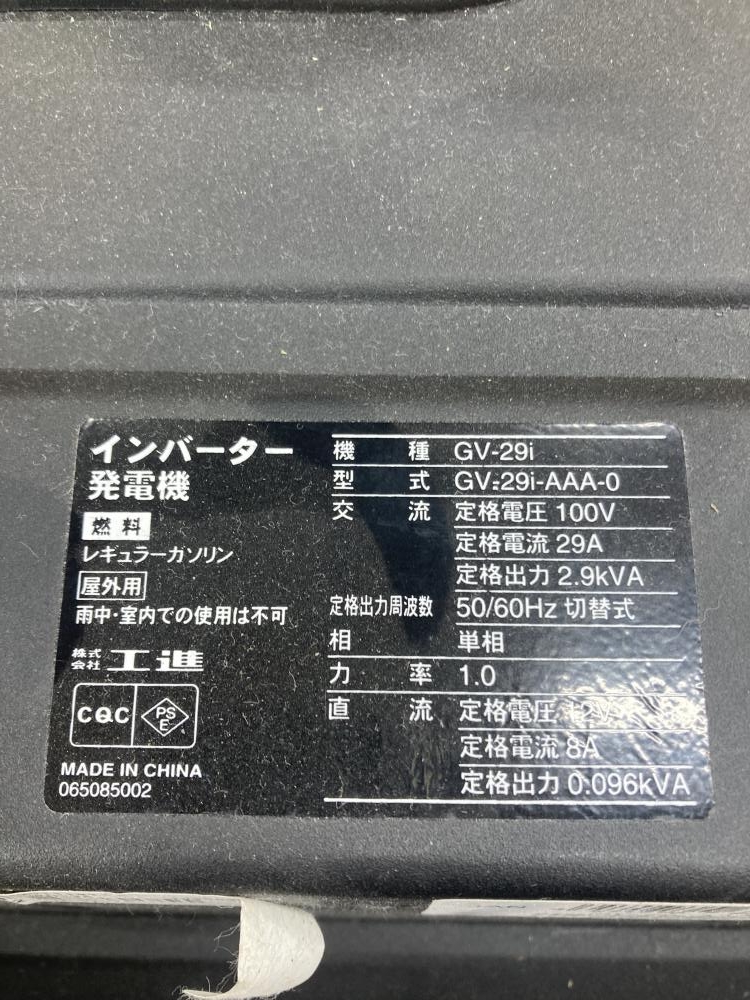 インバーター
発電機
燃料
レギュラーガソリン
屋外用
雨中・室内での使用は不可
株式会社 工進
CQC PSE
MADE IN CHINA
065085002
機種 GV-29i
型式 GV-29i-AAA-0
交流 定格電圧 100V
定格電流 29A
定格出力 2.9kVA
定格出力周波数 50/60Hz 切替式
相 単相
力率 1.0
直流 定格電圧 12V
定格電流 8A
定格出力 0.096kVA